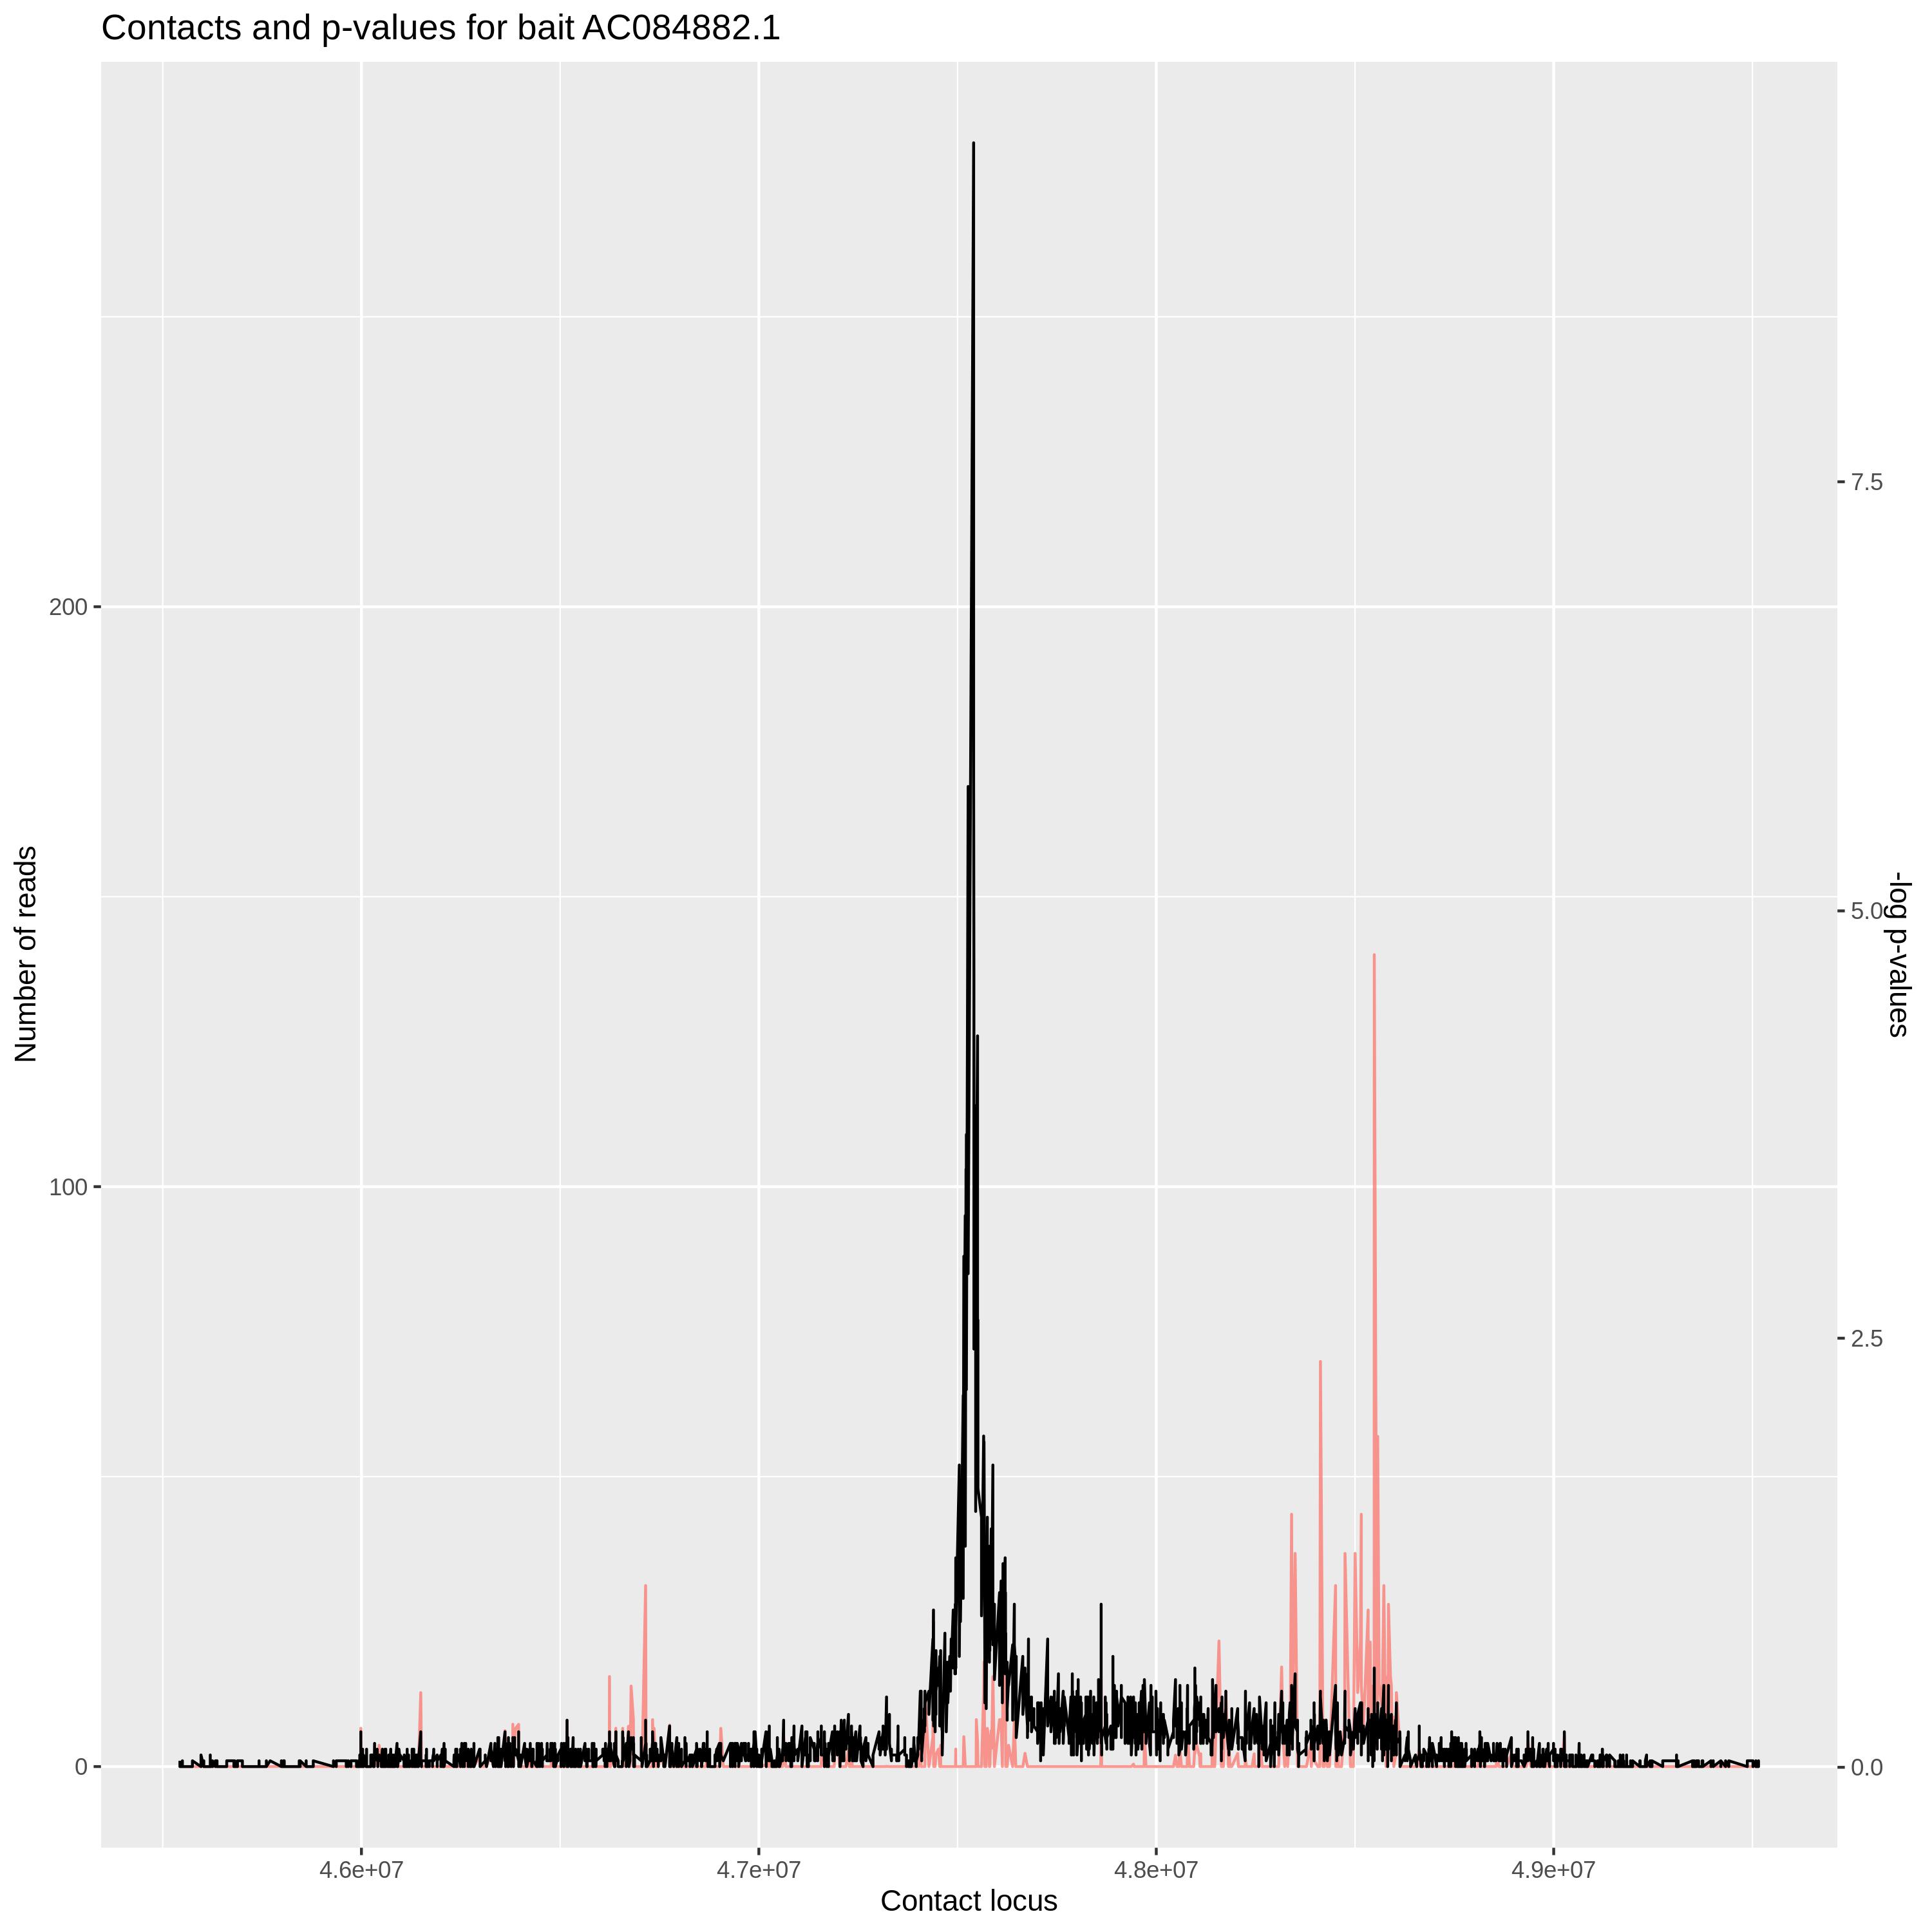 Contacts and p-values for bait AC084882.1
Number of reads
200
100
0
7.5
5.0
2.5
0.0
-log p-values
4.6e+07
4.7e+07
4.8e+07
4.9e+07
Contact locus